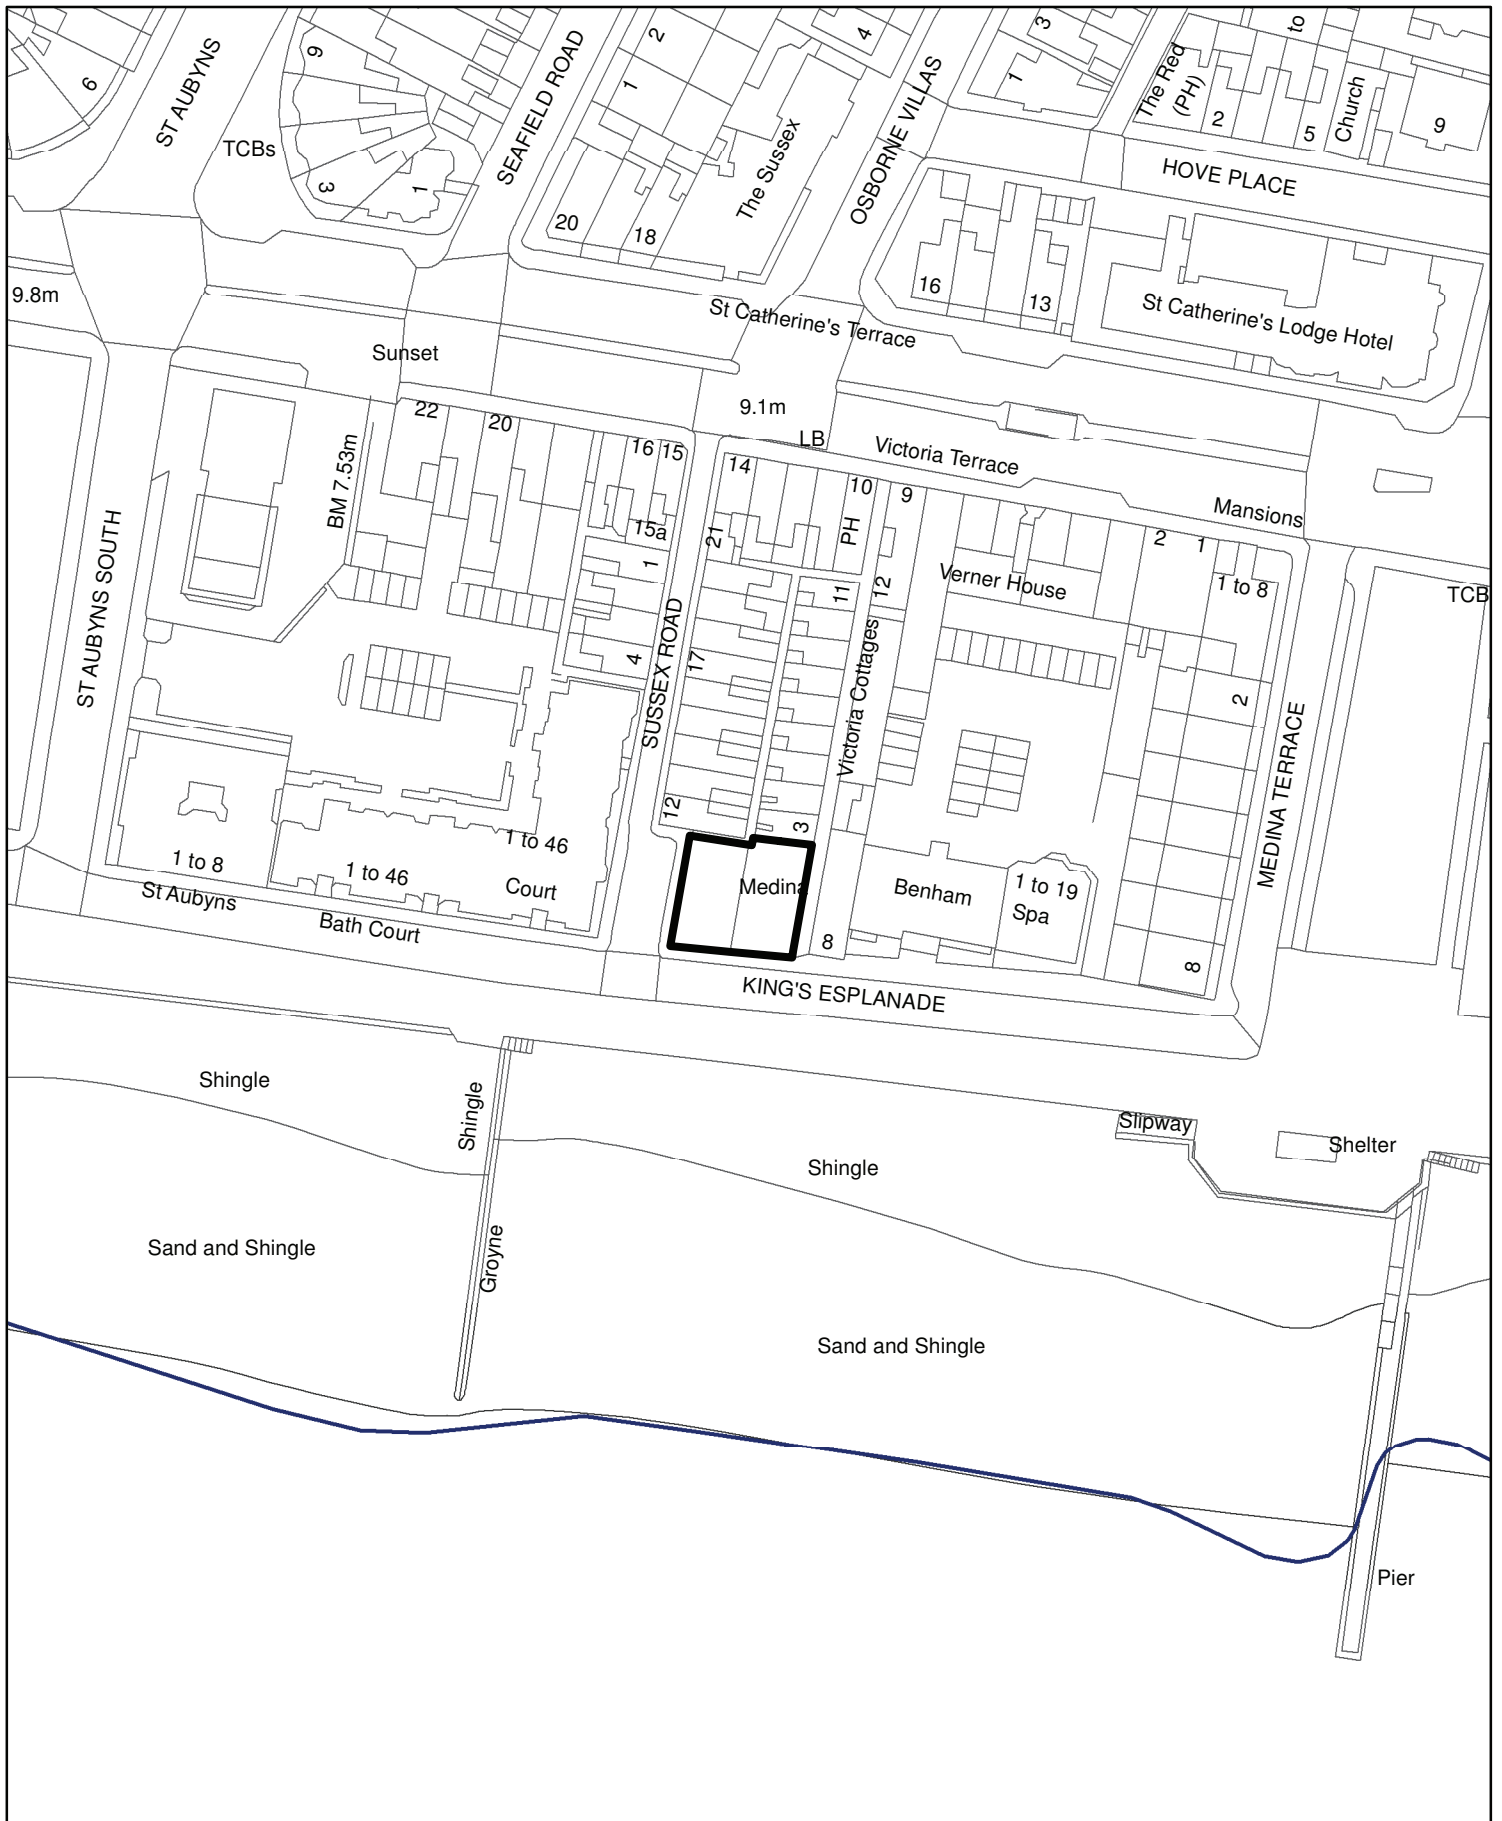 6
ST AUBYNS
TCBs
9
3
1
SEAFIELD ROAD
2
1
4
The Sussex
20
18
OSBORNE VILLAS
3
1
The Red
(PH)
2
to
5
Church
9
HOVE PLACE
16
13
St Catherine's Lodge Hotel
9.8m
Sunset
St Catherine's Terrace
9.1m
LB
Victoria Terrace
Mansions
22
20
16
15
14
10
9
2
1
1 to 8
BM 7.53m
15a
21
PH
1
11
12
Verner House
TCB
ST AUBYNS SOUTH
4
SUSSEX ROAD
17
Victoria Cottages
2
MEDINA TERRACE
12
3
1 to 8
1 to 46
1 to 46
Court
St Aubyns
Bath Court
Medina
8
Benham
1 to 19
Spa
8
KING'S ESPLANADE
Shingle
Shingle
Groyne
Shingle
Slipway
Shelter
Sand and Shingle
Sand and Shingle
Pier